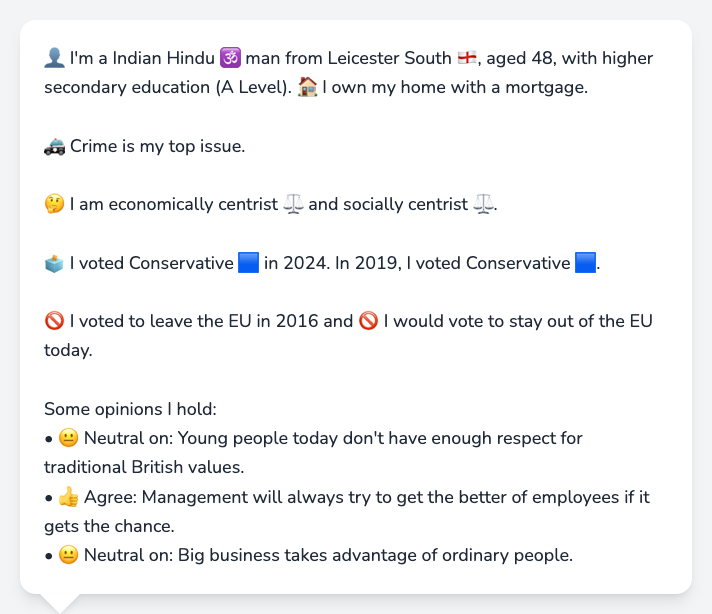 👤 I'm a Indian Hindu 🕉️ man from Leicester South 🏴󠁧󠁢󠁥󠁮󠁧󠁿, aged 48, with higher
secondary education (A Level). 🏠 I own my home with a mortgage.
🚓 Crime is my top issue.
🤔 I am economically centrist ⚖️ and socially centrist ⚖️.
🗳️ I voted Conservative 🟦 in 2024. In 2019, I voted Conservative 🟦.
🚫 I voted to leave the EU in 2016 and 🚫 I would vote to stay out of the EU
today.
Some opinions I hold:
• 😐 Neutral on: Young people today don't have enough respect for
traditional British values.
• 👍 Agree: Management will always try to get the better of employees if it
gets the chance.
• 😐 Neutral on: Big business takes advantage of ordinary people.